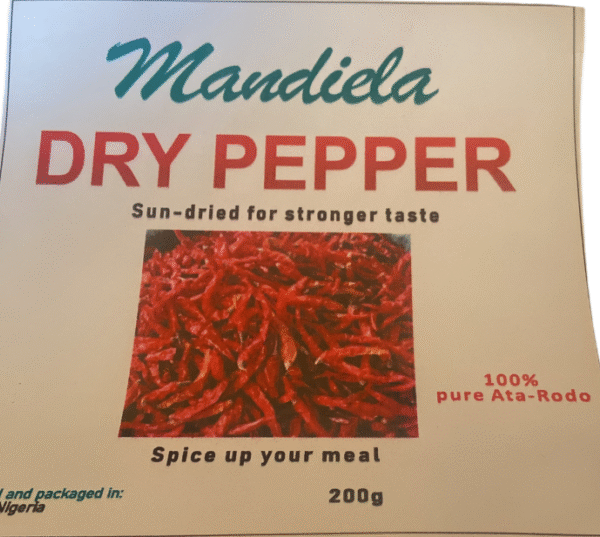 Mandiela
DRY PEPPER
Sun-dried for stronger taste
100%
pure Ata-Rodo
Spice up your meal
and packaged in:
Nigeria
200g